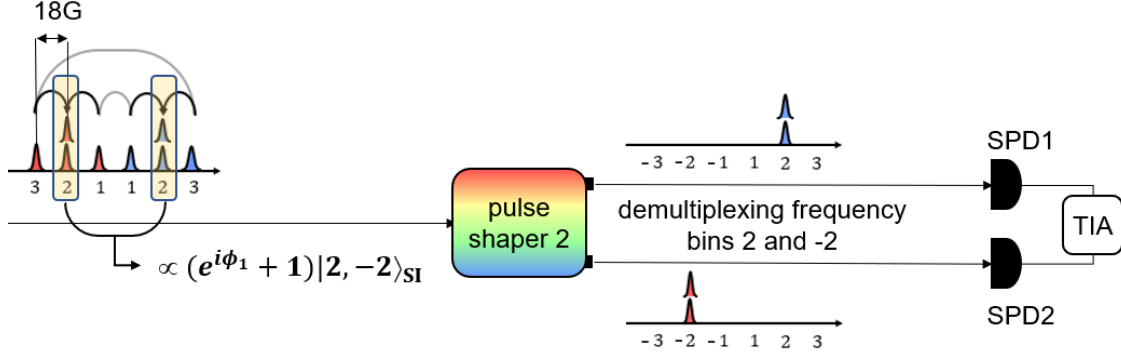 18G
3 2 1 1 2 3
∝ (e^{iϕ₁} + 1)|2, −2⟩_SI
pulse
shaper 2
-3 -2 -1 1 2 3
demultiplexing frequency
bins 2 and -2
-3 -2 -1 1 2 3
SPD1
TIA
SPD2